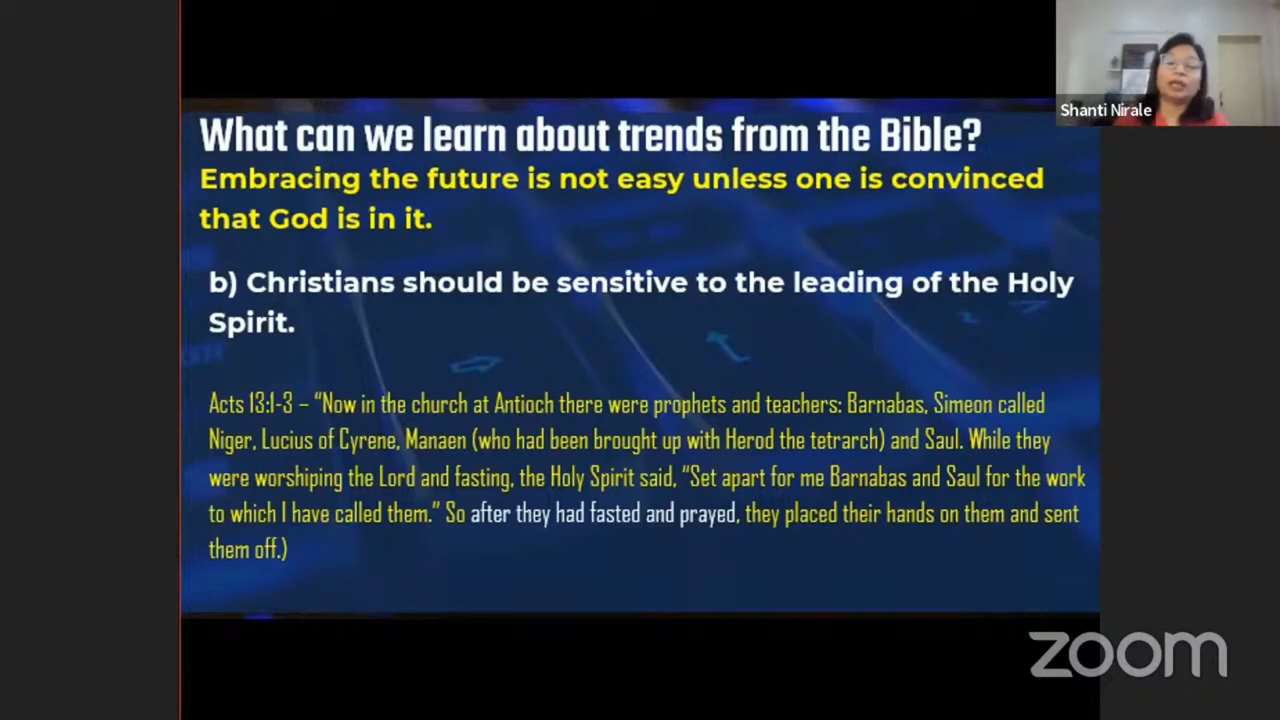 Shanti Nirale
What can we learn about trends from the Bible?
Embracing the future is not easy unless one is convinced
that God is in it.
b) Christians should be sensitive to the leading of the Holy
Spirit.
Acts 13:1-3 – “Now in the church at Antioch there were prophets and teachers: Barnabas, Simeon called
Niger, Lucius of Cyrene, Manaen (who had been brought up with Herod the tetrarch) and Saul. While they
were worshiping the Lord and fasting, the Holy Spirit said, “Set apart for me Barnabas and Saul for the work
to which I have called them.” So after they had fasted and prayed, they placed their hands on them and sent
them off.)
zoom